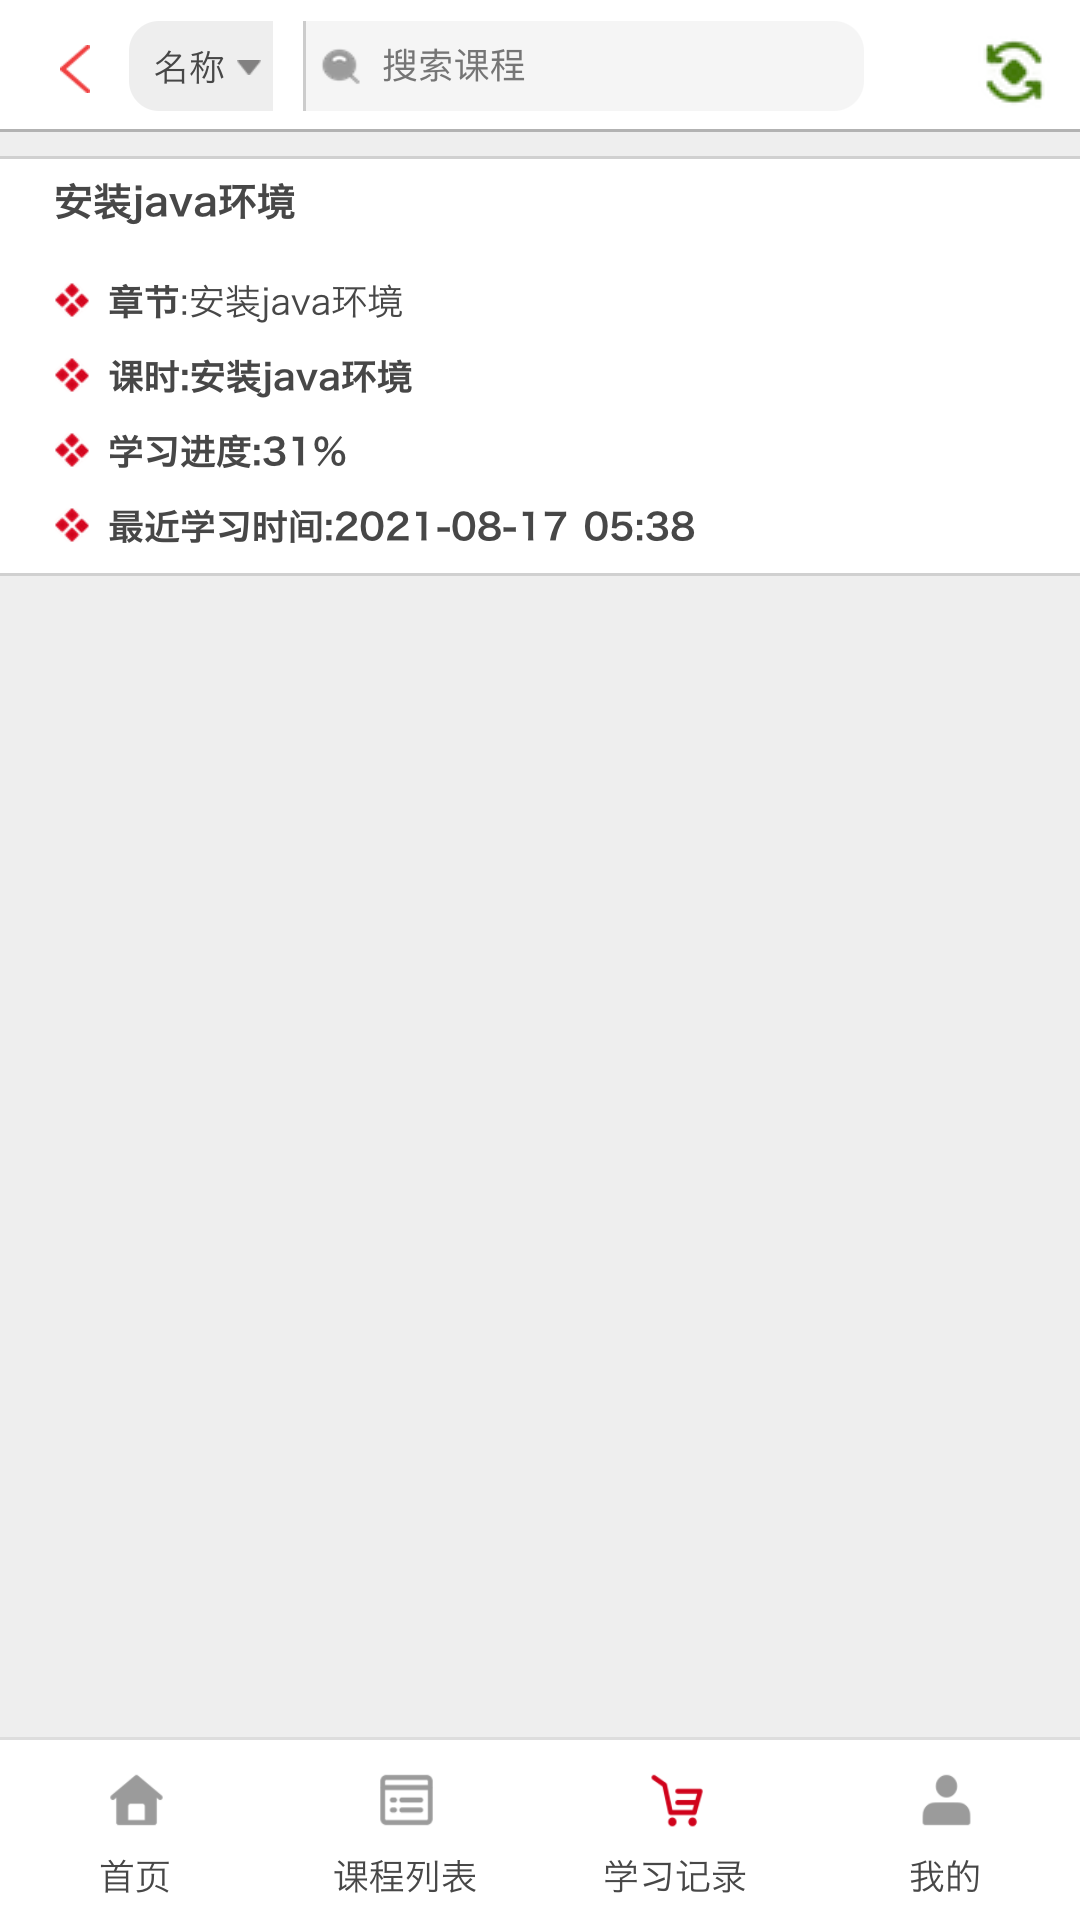 名称
搜索课程
安装java环境
章节:安装java环境
课时:安装java环境
学习进度:31%
最近学习时间:2021-08-17 05:38
首页
课程列表
学习记录
我的